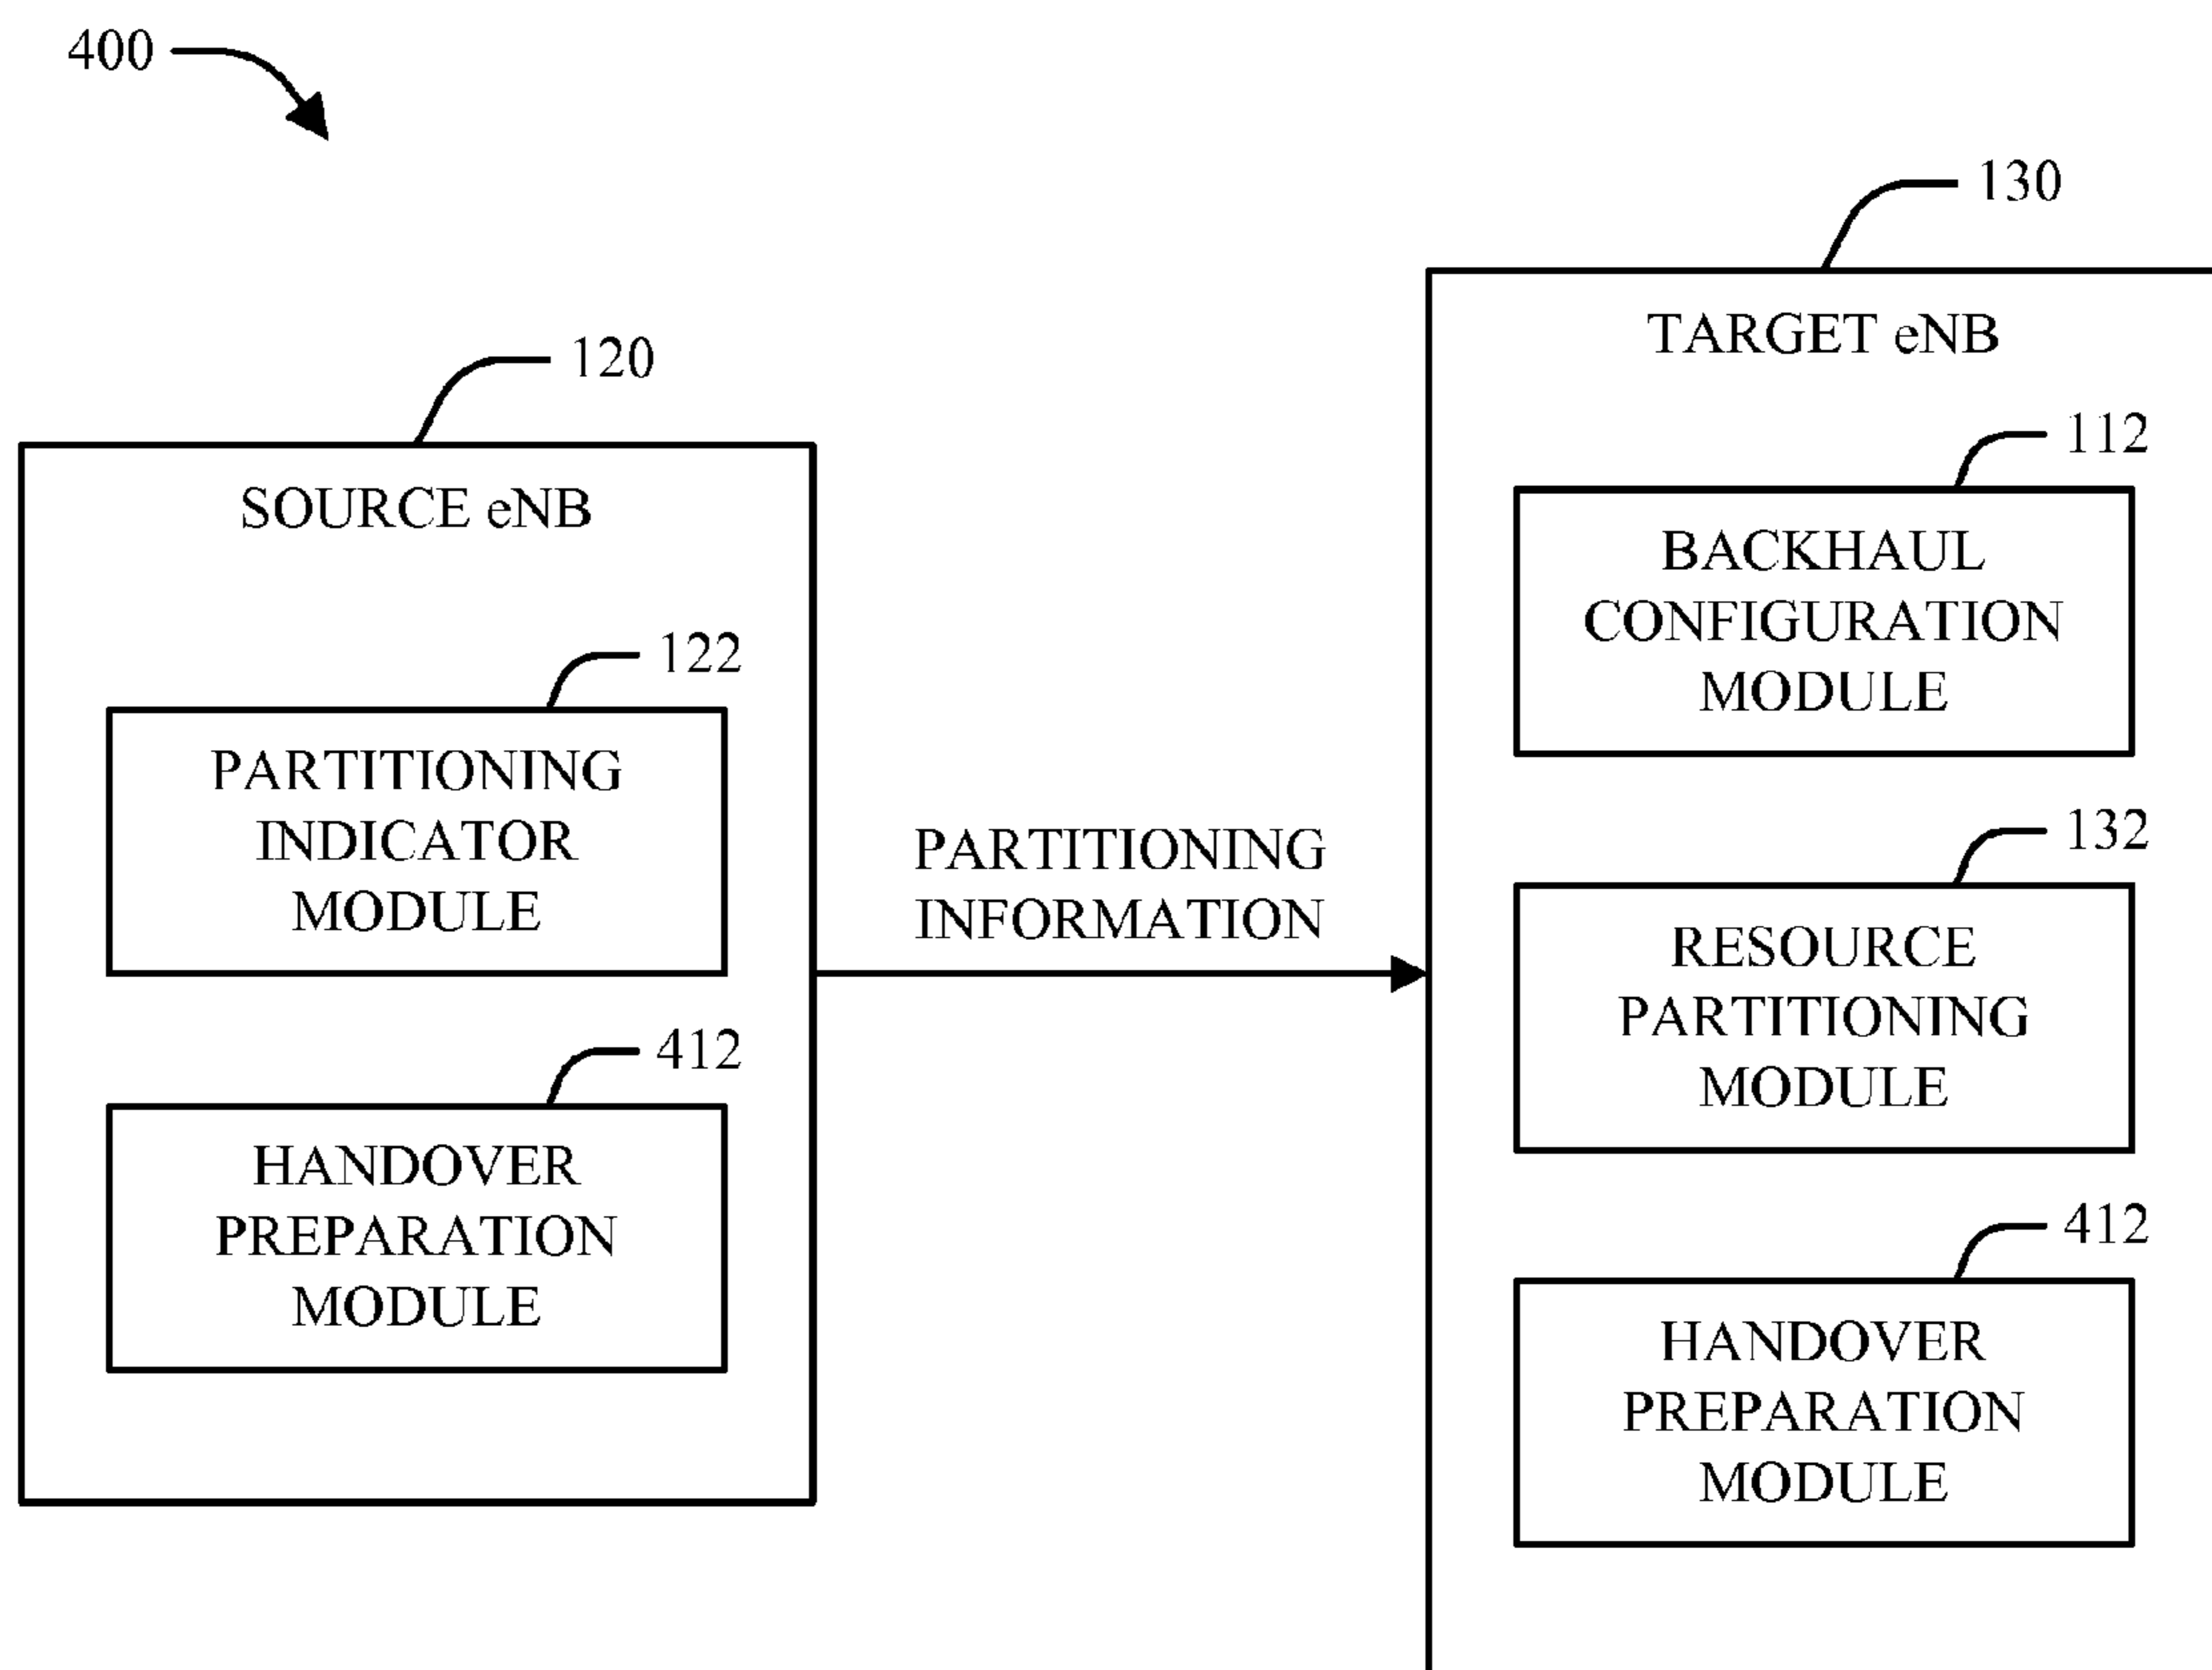 400
130
TARGET eNB
120
SOURCE eNB
112
BACKHAUL
CONFIGURATION
MODULE
122
PARTITIONING
INDICATOR
MODULE
PARTITIONING
INFORMATION
132
RESOURCE
PARTITIONING
MODULE
412
HANDOVER
PREPARATION
MODULE
412
HANDOVER
PREPARATION
MODULE